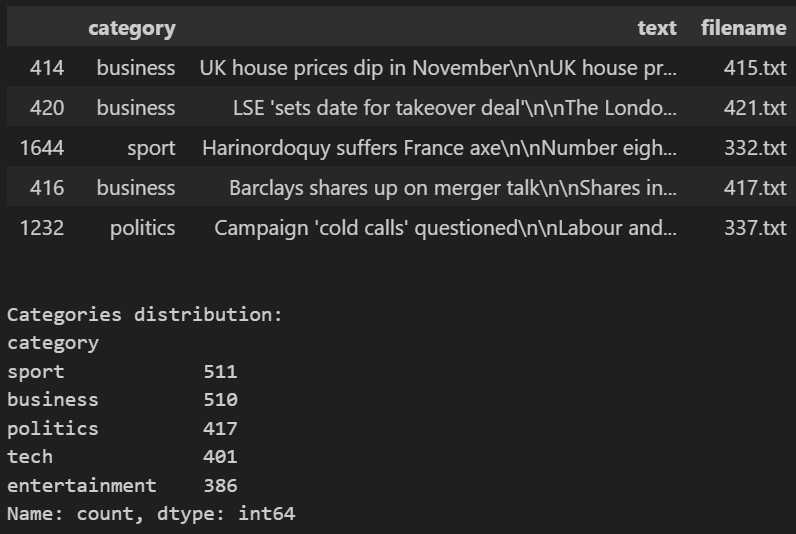 category text filename
414 business UK house prices dip in November\n\nUK house pr... 415.txt
420 business LSE 'sets date for takeover deal'\n\nThe Londo... 421.txt
1644 sport Harinordoquy suffers France axe\n\nNumber eigh... 332.txt
416 business Barclays shares up on merger talk\n\nShares in... 417.txt
1232 politics Campaign 'cold calls' questioned\n\nLabour and... 337.txt
Categories distribution:
category
sport 511
business 510
politics 417
tech 401
entertainment 386
Name: count, dtype: int64